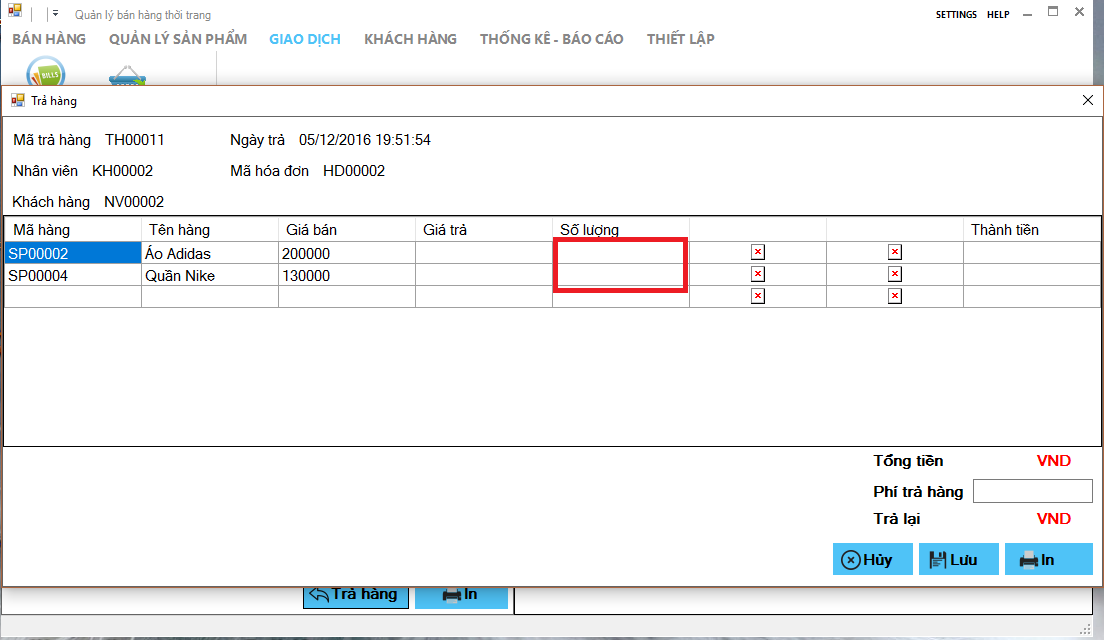 Quản lý bán hàng thời trang
SETTINGS HELP
BÁN HÀNG QUẢN LÝ SẢN PHẨM GIAO DỊCH KHÁCH HÀNG THỐNG KÊ - BÁO CÁO THIẾT LẬP
BILLS
Trả hàng
Mã trả hàng TH00011 Ngày trả 05/12/2016 19:51:54
Nhân viên KH00002 Mã hóa đơn HD00002
Khách hàng NV00002
Mã hàng Tên hàng Giá bán Giá trả Số lượng Thành tiền
SP00002 Áo Adidas 200000
SP00004 Quần Nike 130000
Tổng tiền VND
Phí trả hàng
Trả lại VND
Hủy Lưu In
Trả hàng In